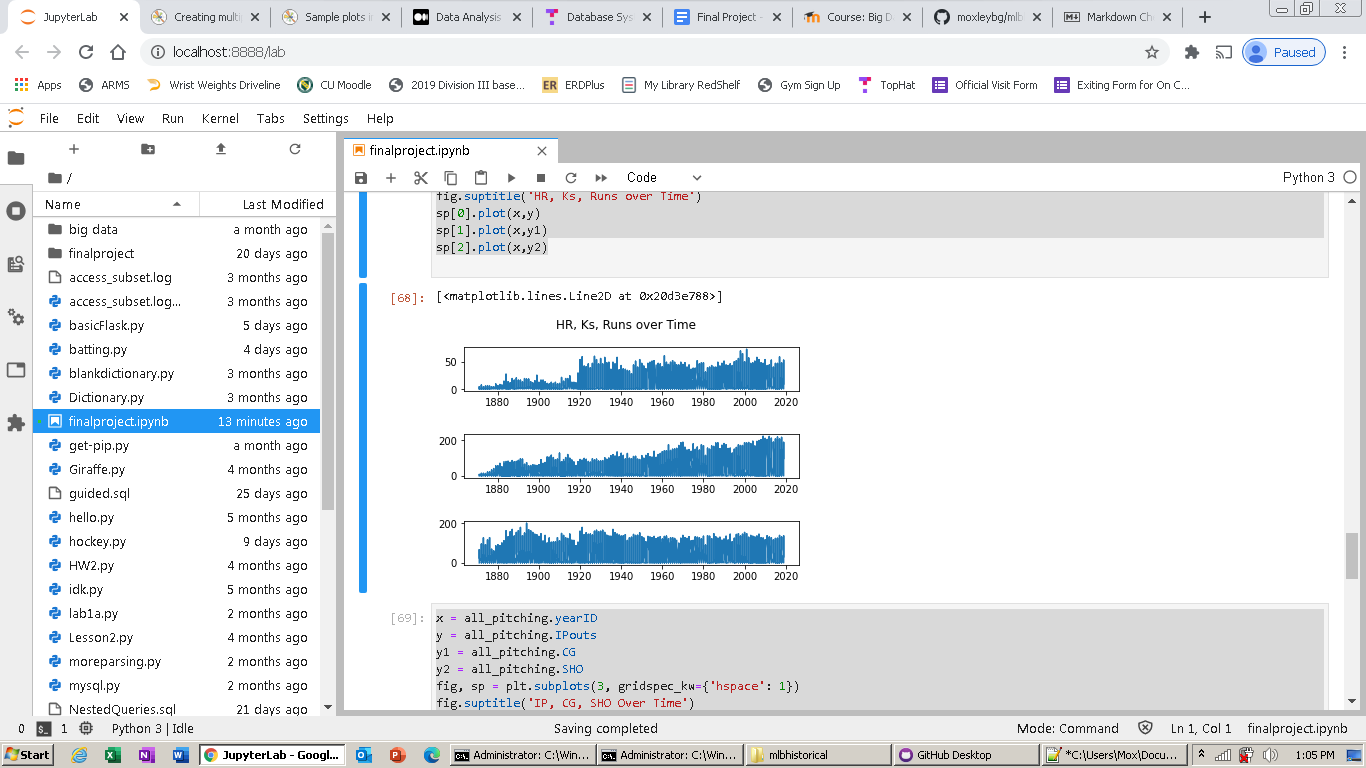 JupyterLab
Creating multip
Sample plots in
Data Analysis
Database Sys
Final Project -
Course: Big D
moxleybg/mlb
Markdown Ch
localhost:8888/lab
Paused
Apps
ARMS
Wrist Weights Driveline
CU Moodle
2019 Division III base...
ER ERDPlus
My Library RedShelf
Gym Sign Up
TopHat
Official Visit Form
Exiting Form for On C...
File Edit View Run Kernel Tabs Settings Help
/
Name Last Modified
big data a month ago
finalproject 20 days ago
access_subset.log 3 months ago
access_subset.log... 3 months ago
basicFlask.py 5 days ago
batting.py 4 days ago
blankdictionary.py 3 months ago
Dictionary.py 3 months ago
finalproject.ipynb 13 minutes ago
get-pip.py a month ago
Giraffe.py 4 months ago
guided.sql 25 days ago
hello.py 5 months ago
hockey.py 9 days ago
HW2.py 4 months ago
idk.py 5 months ago
lab1a.py 2 months ago
Lesson2.py 4 months ago
moreparsing.py 2 months ago
mysql.py 2 months ago
NestedQueries.sql 21 days ago
finalproject.ipynb
Code
Python 3
fig.suptitle('HR, Ks, Runs over Time')
sp[0].plot(x,y)
sp[1].plot(x,y1)
sp[2].plot(x,y2)
[68]: [<matplotlib.lines.Line2D at 0x20d3e788>]
HR, Ks, Runs over Time
50
0
1880 1900 1920 1940 1960 1980 2000 2020
200
0
1880 1900 1920 1940 1960 1980 2000 2020
200
0
1880 1900 1920 1940 1960 1980 2000 2020
[69]: x = all_pitching.yearID
y = all_pitching.IPouts
y1 = all_pitching.CG
y2 = all_pitching.SHO
fig, sp = plt.subplots(3, gridspec_kw={'hspace': 1})
fig.suptitle('IP, CG, SHO Over Time')
0 1 Python 3 | Idle
Saving completed
Mode: Command
Ln 1, Col 1
finalproject.ipynb
Start
JupyterLab - Googl...
Administrator: C:\Win...
Administrator: C:\Win...
mlbhistorical
GitHub Desktop
*C:\Users\Mox\Docu...
1:05 PM